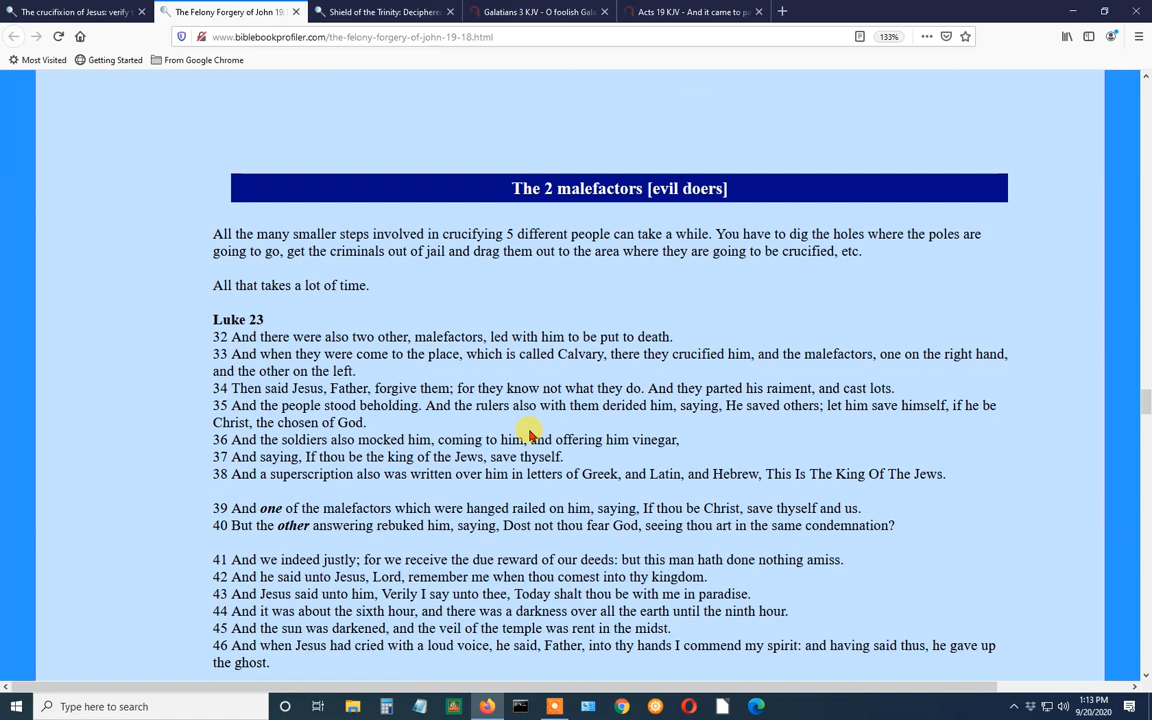 The crucifixion of Jesus: verify
The Felony Forgery of John 19:
Shield of the Trinity: Deciphere
Galatians 3 KJV - O foolish Gala
Acts 19 KJV - And it came to pa
www.biblebookprofiler.com/the-felony-forgery-of-john-19-18.html
133%
Most Visited
Getting Started
From Google Chrome
The 2 malefactors [evil doers]
All the many smaller steps involved in crucifying 5 different people can take a while. You have to dig the holes where the poles are
going to go, get the criminals out of jail and drag them out to the area where they are going to be crucified, etc.
All that takes a lot of time.
Luke 23
32 And there were also two other, malefactors, led with him to be put to death.
33 And when they were come to the place, which is called Calvary, there they crucified him, and the malefactors, one on the right hand,
and the other on the left.
34 Then said Jesus, Father, forgive them; for they know not what they do. And they parted his raiment, and cast lots.
35 And the people stood beholding. And the rulers also with them derided him, saying, He saved others; let him save himself, if he be
Christ, the chosen of God.
36 And the soldiers also mocked him, coming to him, and offering him vinegar,
37 And saying, If thou be the king of the Jews, save thyself.
38 And a superscription also was written over him in letters of Greek, and Latin, and Hebrew, This Is The King Of The Jews.
39 And one of the malefactors which were hanged railed on him, saying, If thou be Christ, save thyself and us.
40 But the other answering rebuked him, saying, Dost not thou fear God, seeing thou art in the same condemnation?
41 And we indeed justly; for we receive the due reward of our deeds: but this man hath done nothing amiss.
42 And he said unto Jesus, Lord, remember me when thou comest into thy kingdom.
43 And Jesus said unto him, Verily I say unto thee, Today shalt thou be with me in paradise.
44 And it was about the sixth hour, and there was a darkness over all the earth until the ninth hour.
45 And the sun was darkened, and the veil of the temple was rent in the midst.
46 And when Jesus had cried with a loud voice, he said, Father, into thy hands I commend my spirit: and having said thus, he gave up
the ghost.
Type here to search
1:13 PM
9/20/2020